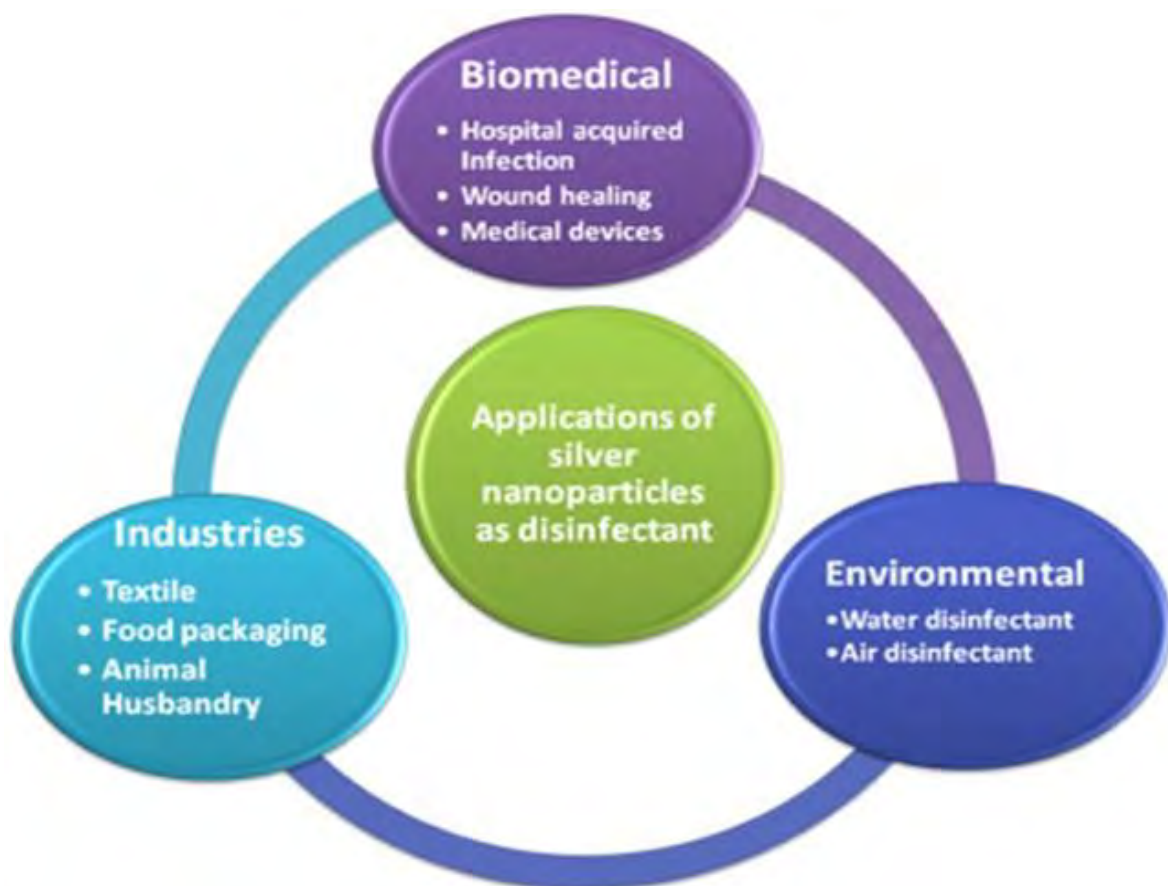 Biomedical
• Hospital acquired
Infection
• Wound healing
• Medical devices
Applications of
silver
nanoparticles
as disinfectant
Industries
• Textile
• Food packaging
• Animal
Husbandry
Environmental
•Water disinfectant
•Air disinfectant